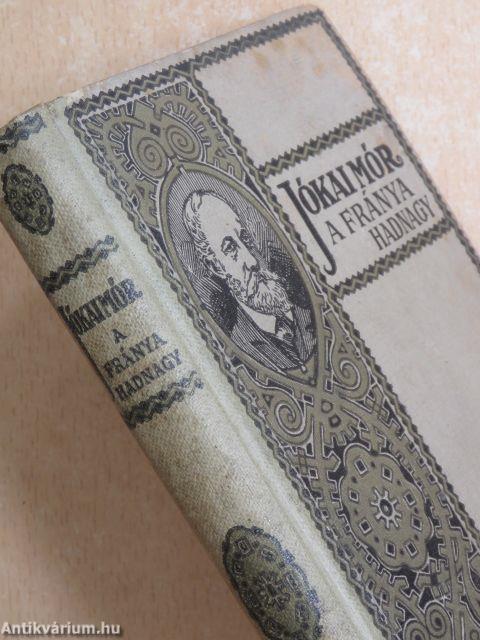 JÓKAI MÓR
A FRÁNYA
HADNAGY
JÓKAI MÓR
A
FRÁNYA
HADNAGY
Antikvárium.hu